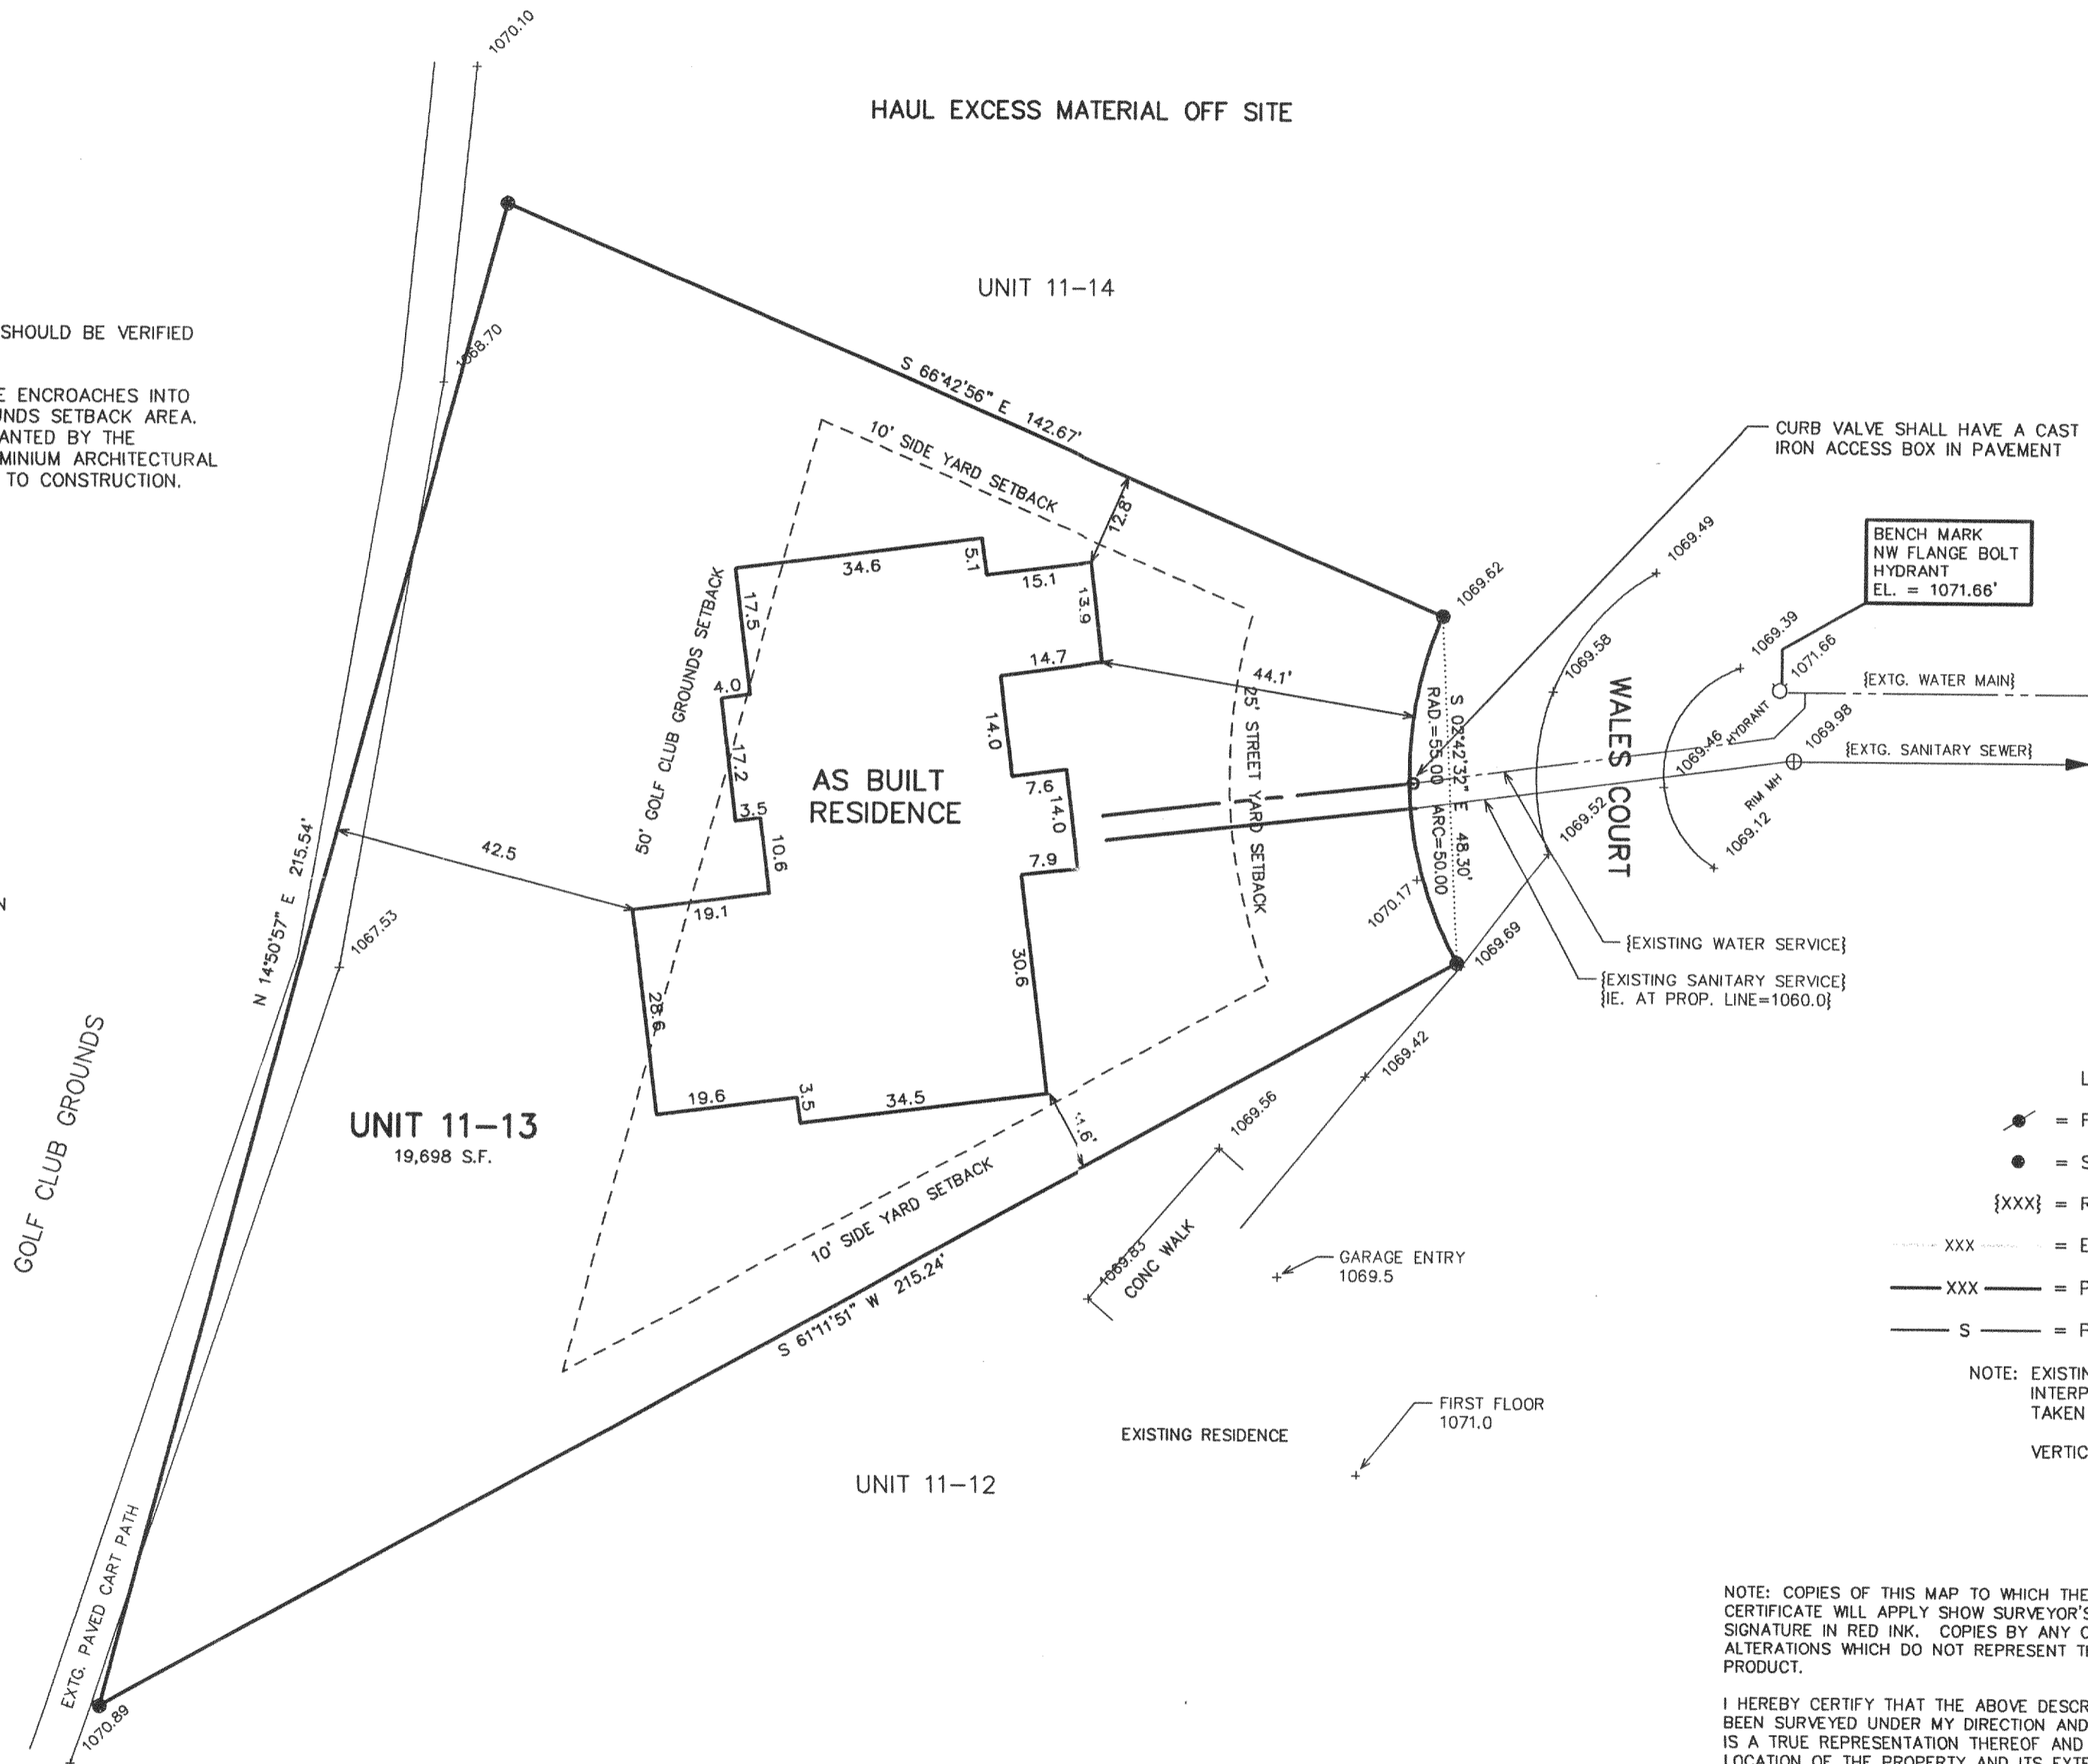 1070.10
HAUL EXCESS MATERIAL OFF SITE
UNIT 11-14
SHOULD BE VERIFIED
1068.70
ENCROACHES INTO
SETBACK AREA.
BY THE
ARCHITECTURAL
TO CONSTRUCTION.
S 66°42'56" E 142.67'
10' SIDE YARD SETBACK
CURB VALVE SHALL HAVE A CAST
IRON ACCESS BOX IN PAVEMENT
12.8'
BENCH MARK
NW FLANGE BOLT
HYDRANT
EL. = 1071.66'
1069.49
1069.62
34.6
5.1
15.1
13.9
17.5
50' GOLF CLUB GROUNDS SETBACK
14.7
44.1'
4.0
14.0
17.2
AS BUILT
RESIDENCE
3.5
7.6
14.0
10.6
7.9
19.1
42.5
N 14°50'57" E 215.54'
1067.53
25' STREET YARD SETBACK
RAD.=55.00 ARC=50.00
S 02°42'32" E 48.30'
1069.58
WALES COURT
1069.39
1071.66
HYDRANT
{EXTG. WATER MAIN}
1069.98
1069.46
{EXTG. SANITARY SEWER}
RIM MH
1069.52
1069.12
1070.17
1069.69
{EXISTING WATER SERVICE}
{EXISTING SANITARY SERVICE}
{IE. AT PROP. LINE=1060.0}
30.6
28.6
19.6
3.5
34.5
11.6'
1069.42
1069.56
UNIT 11-13
19,698 S.F.
GOLF CLUB GROUNDS
10' SIDE YARD SETBACK
S 61°11'51" W 215.24'
1069.83
CONC WALK
GARAGE ENTRY
1069.5
FIRST FLOOR
1071.0
EXISTING RESIDENCE
UNIT 11-12
EXTG. PAVED CART PATH
1070.89
=
=
{XXX} =
XXX =
XXX =
S =
NOTE:
TAKEN
NOTE: COPIES OF THIS MAP TO WHICH THE
CERTIFICATE WILL APPLY SHOW SURVEYOR'S
SIGNATURE IN RED INK. COPIES BY ANY
ALTERATIONS WHICH DO NOT REPRESENT
PRODUCT.
I HEREBY CERTIFY THAT THE ABOVE
BEEN SURVEYED UNDER MY DIRECTION AND
IS A TRUE REPRESENTATION THEREOF AND
LOCATION OF THE PROPERTY AND ITS